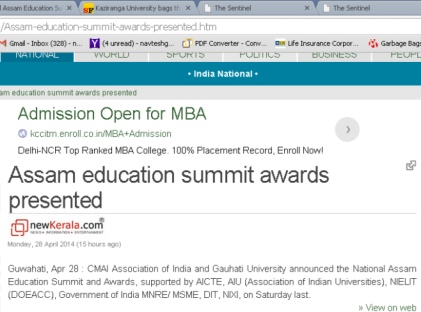 l Assam Education Su
Kaziranga University bags th
The Sentinel
The Sentinel
/Assam-education-summit-awards-presented.htm
Gmail - Inbox (328) - n...
(4 unread) - navteshg...
PDF Converter - Conv...
Life Insurance Corpor...
Garbage Bags
NATIONAL WORLD SPORTS POLITICS BUSINESS PEOPL
• India National •
am education summit awards presented
Admission Open for MBA
kccitm.enroll.co.in/MBA+Admission
Delhi-NCR Top Ranked MBA College. 100% Placement Record, Enroll Now!
Assam education summit awards
presented
newKerala.com
Monday, 28 April 2014 (15 hours ago)
Guwahati, Apr 28 : CMAI Association of India and Gauhati University announced the National Assam
Education Summit and Awards, supported by AICTE, AIU (Association of Indian Universities), NIELIT
(DOEACC), Government of India MNRE/ MSME, DIT, NIXI, on Saturday last.
» View on web